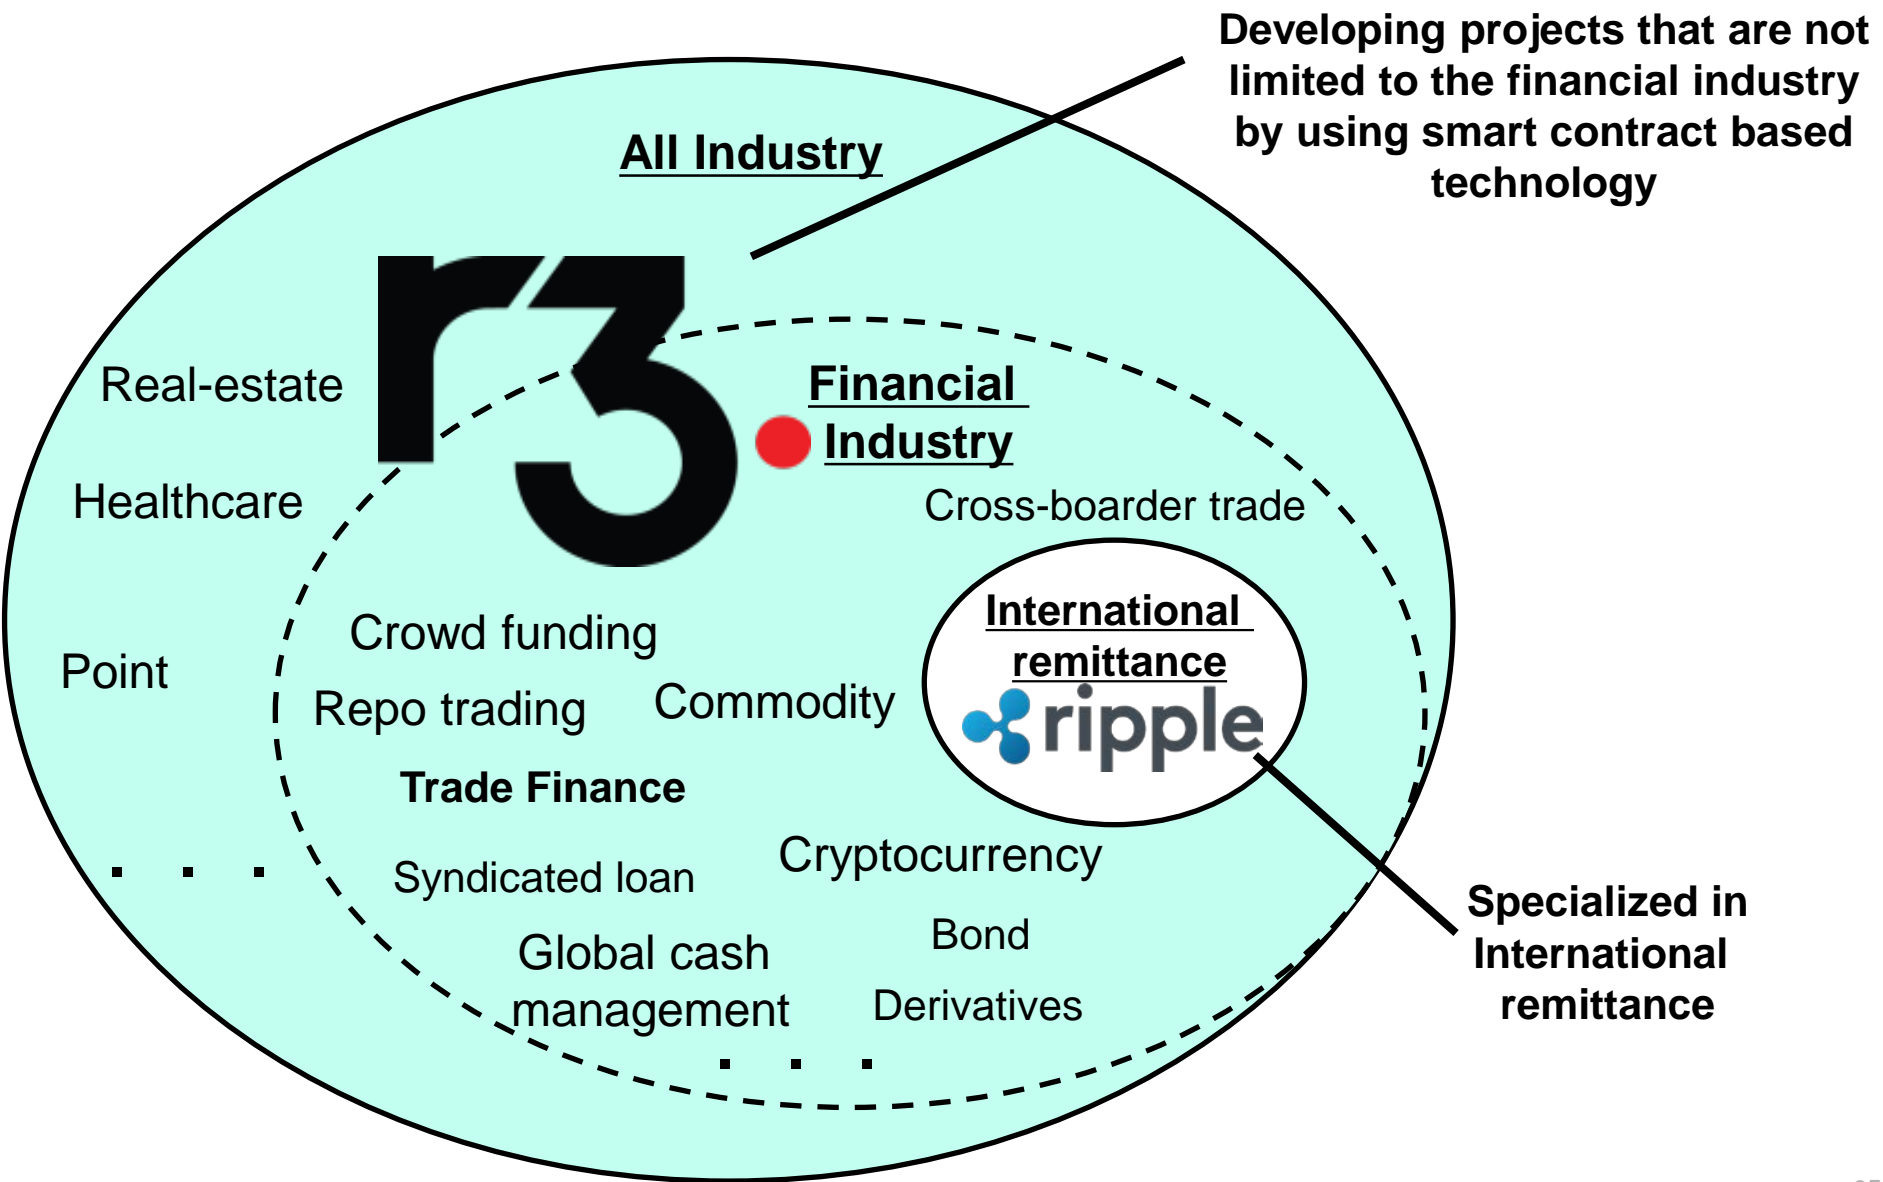 Developing projects that are not
limited to the financial industry
by using smart contract based
technology
All Industry
r3.
Real-estate
Healthcare
Point
Financial
Industry
Cross-boarder trade
International
remittance
ripple
Crowd funding
Repo trading
Commodity
Trade Finance
Syndicated loan
Cryptocurrency
Global cash
management
Bond
Derivatives
Specialized in
International
remittance